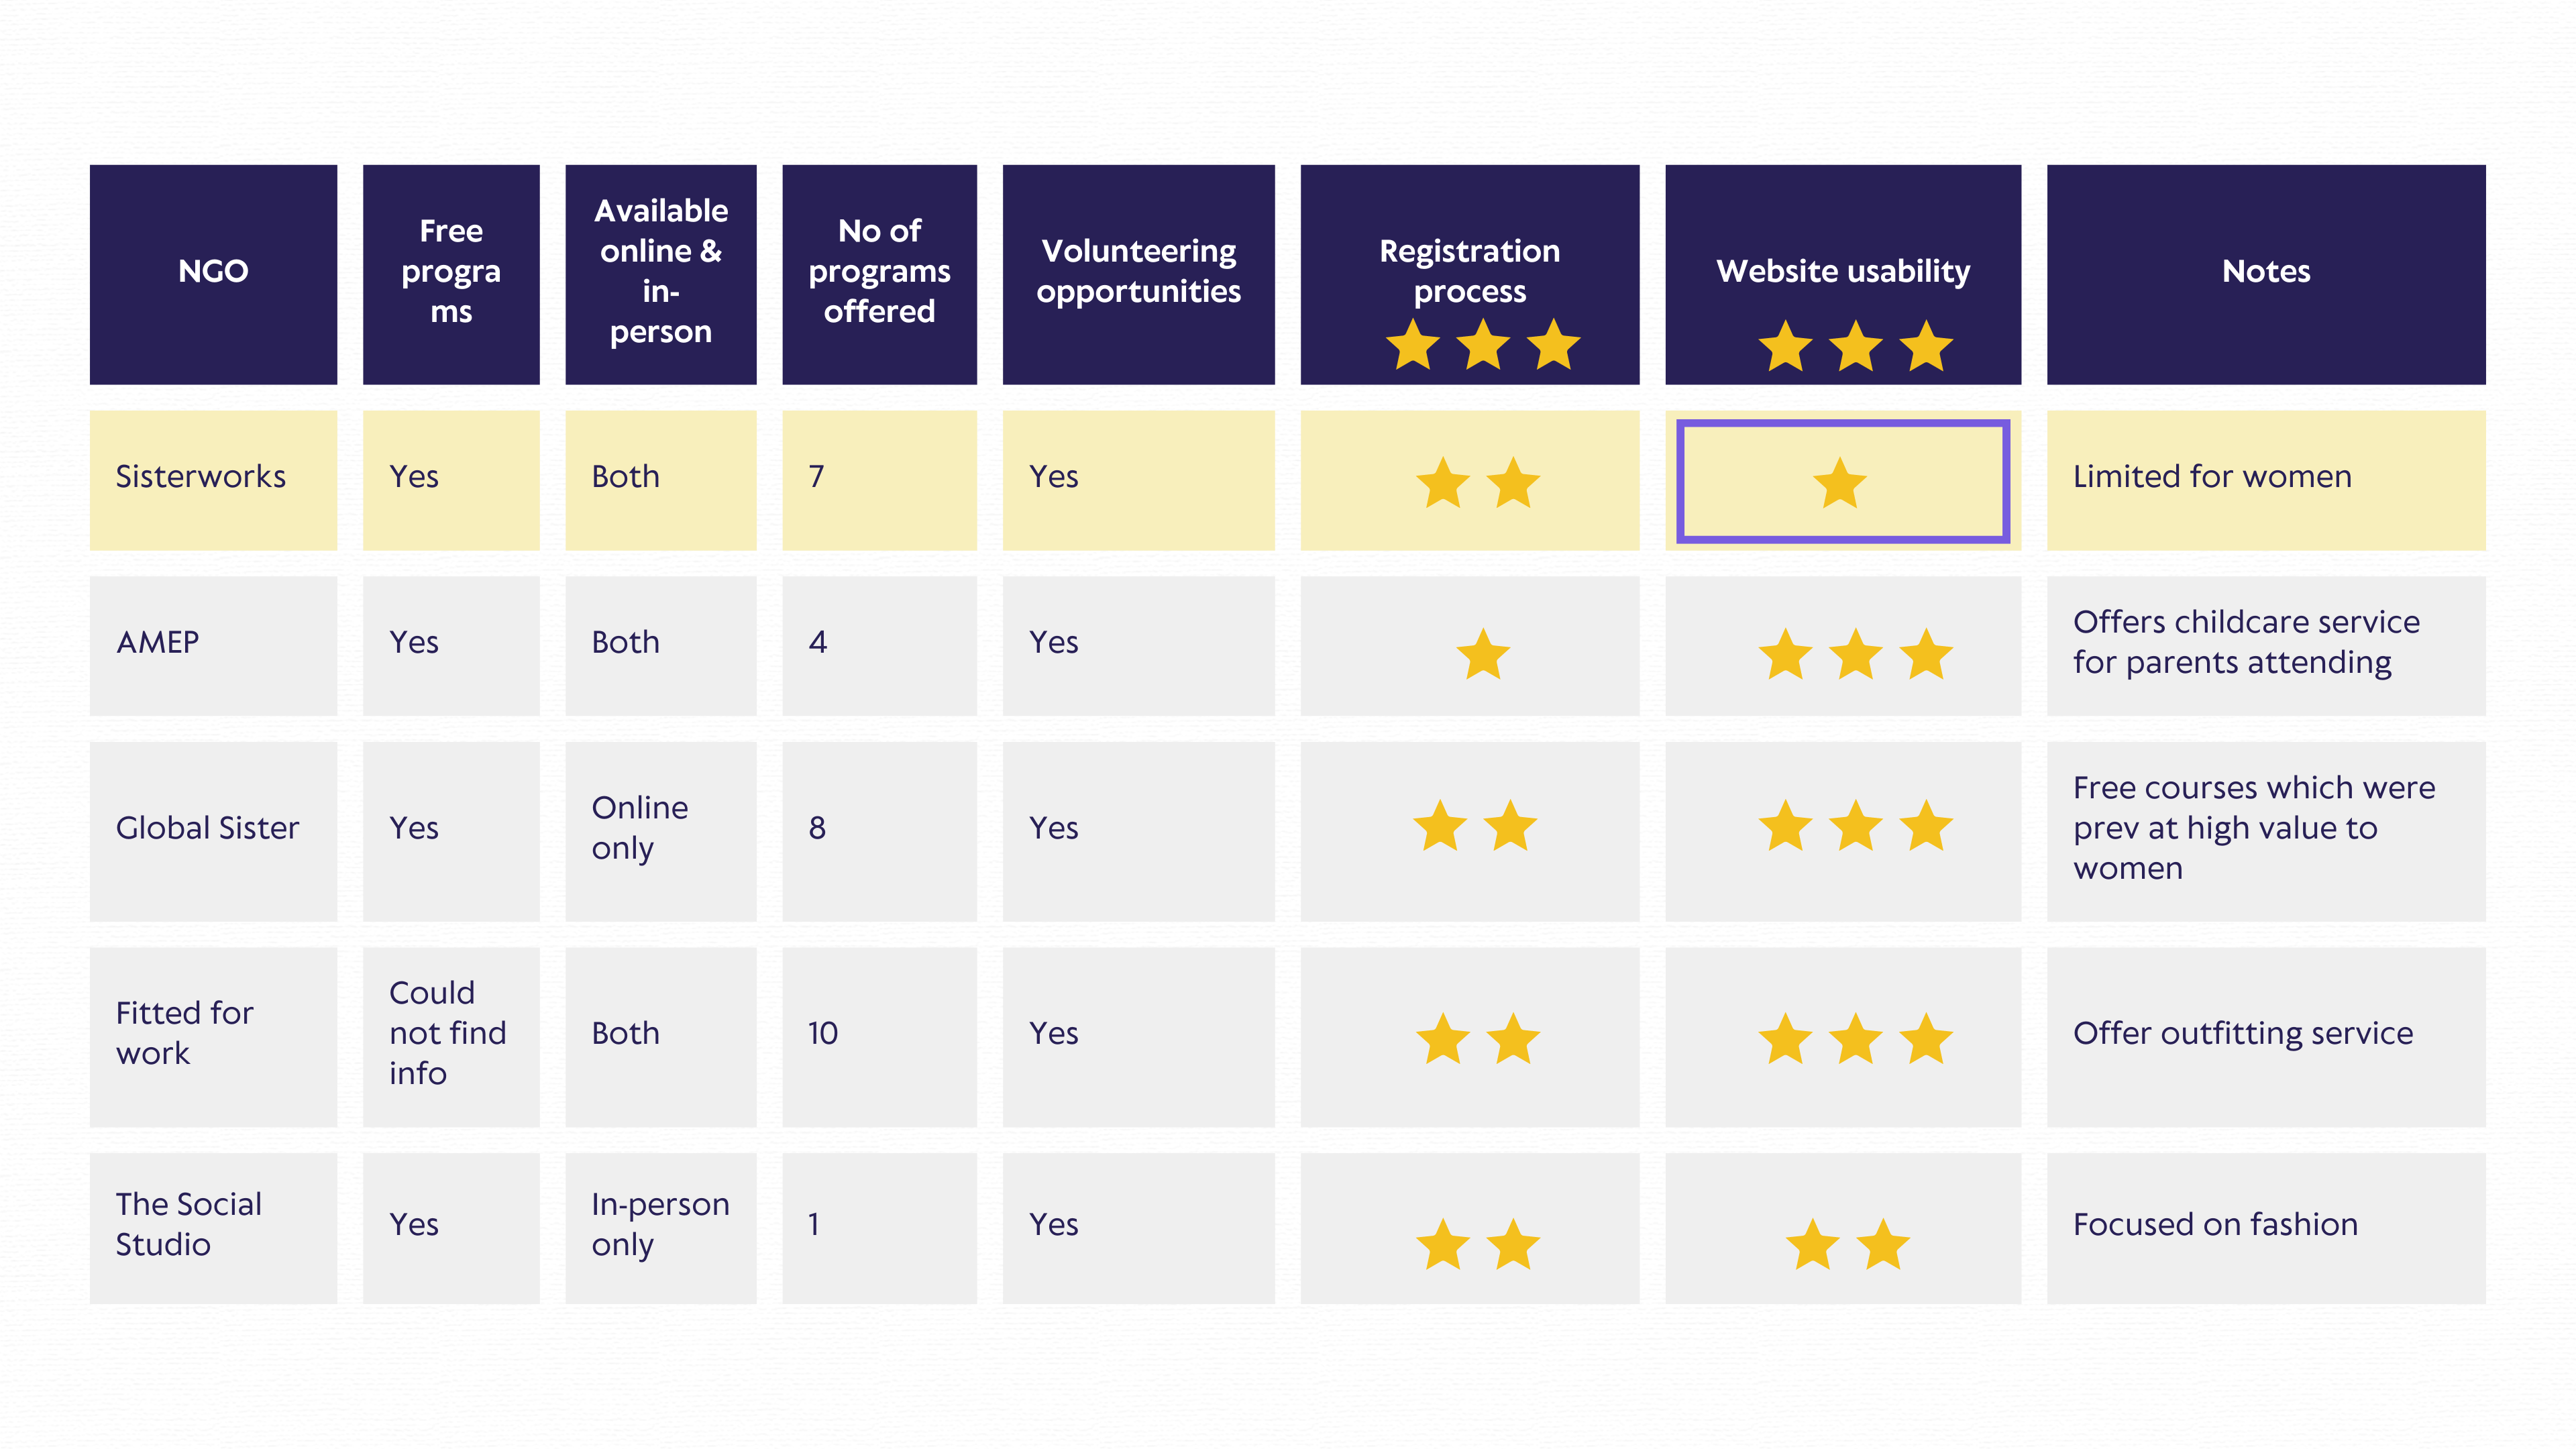 NGO
Free
progra
ms
Available
online &
in-
person
No of
programs
offered
Volunteering
opportunities
Registration
process
Website usability
Notes
Sisterworks
Yes
Both
7
Yes
Limited for women
AMEP
Yes
Both
4
Yes
Offers childcare service
for parents attending
Global Sister
Yes
Online
only
8
Yes
Free courses which were
prev at high value to
women
Fitted for
work
Could
not find
info
Both
10
Yes
Offer outfitting service
The Social
Studio
Yes
In-person
only
1
Yes
Focused on fashion